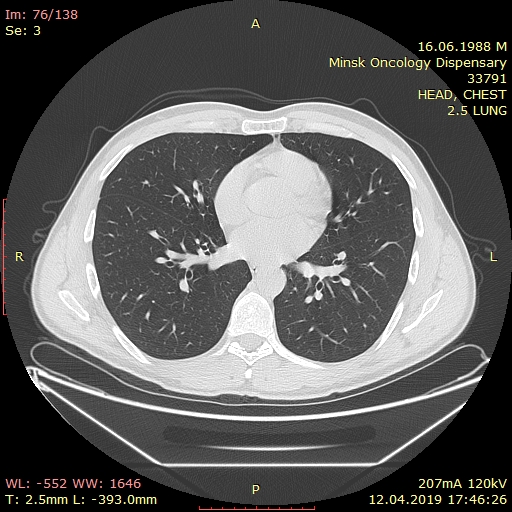 Im: 76/138
Se: 3
A
16.06.1988 M
Minsk Oncology Dispensary
33791
HEAD, CHEST
2.5 LUNG
R
L
WL: -552 WW: 1646
T: 2.5mm L: -393.0mm
P
207mA 120kV
12.04.2019 17:46:26